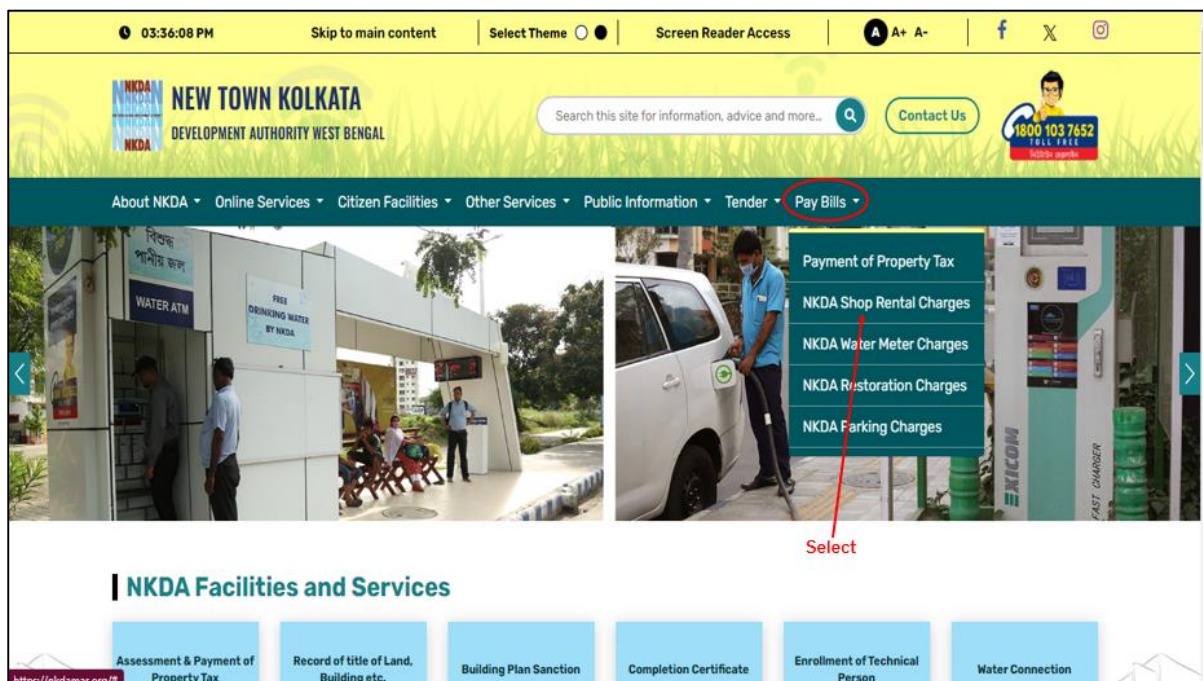 03:36:08 PM
Skip to main content
Select Theme
Screen Reader Access
A A+ A-
NKDA
NKDA
NEW TOWN KOLKATA
DEVELOPMENT AUTHORITY WEST BENGAL
Search this site for information, advice and more..
Contact Us
1800 103 7652
TOLL FREE
About NKDA
Online Services
Citizen Facilities
Other Services
Public Information
Tender
Pay Bills
Payment of Property Tax
NKDA Shop Rental Charges
NKDA Water Meter Charges
NKDA Restoration Charges
NKDA Parking Charges
বিশুদ্ধ
পানীয় জল
WATER ATM
FREE
DRINKING WATER
BY NKDA
EXICOM
FAST CHARGER
Select
NKDA Facilities and Services
Assessment & Payment of
Property Tax
Record of title of Land,
Building etc.
Building Plan Sanction
Completion Certificate
Enrollment of Technical
Person
Water Connection
https://nkdamar.org/#